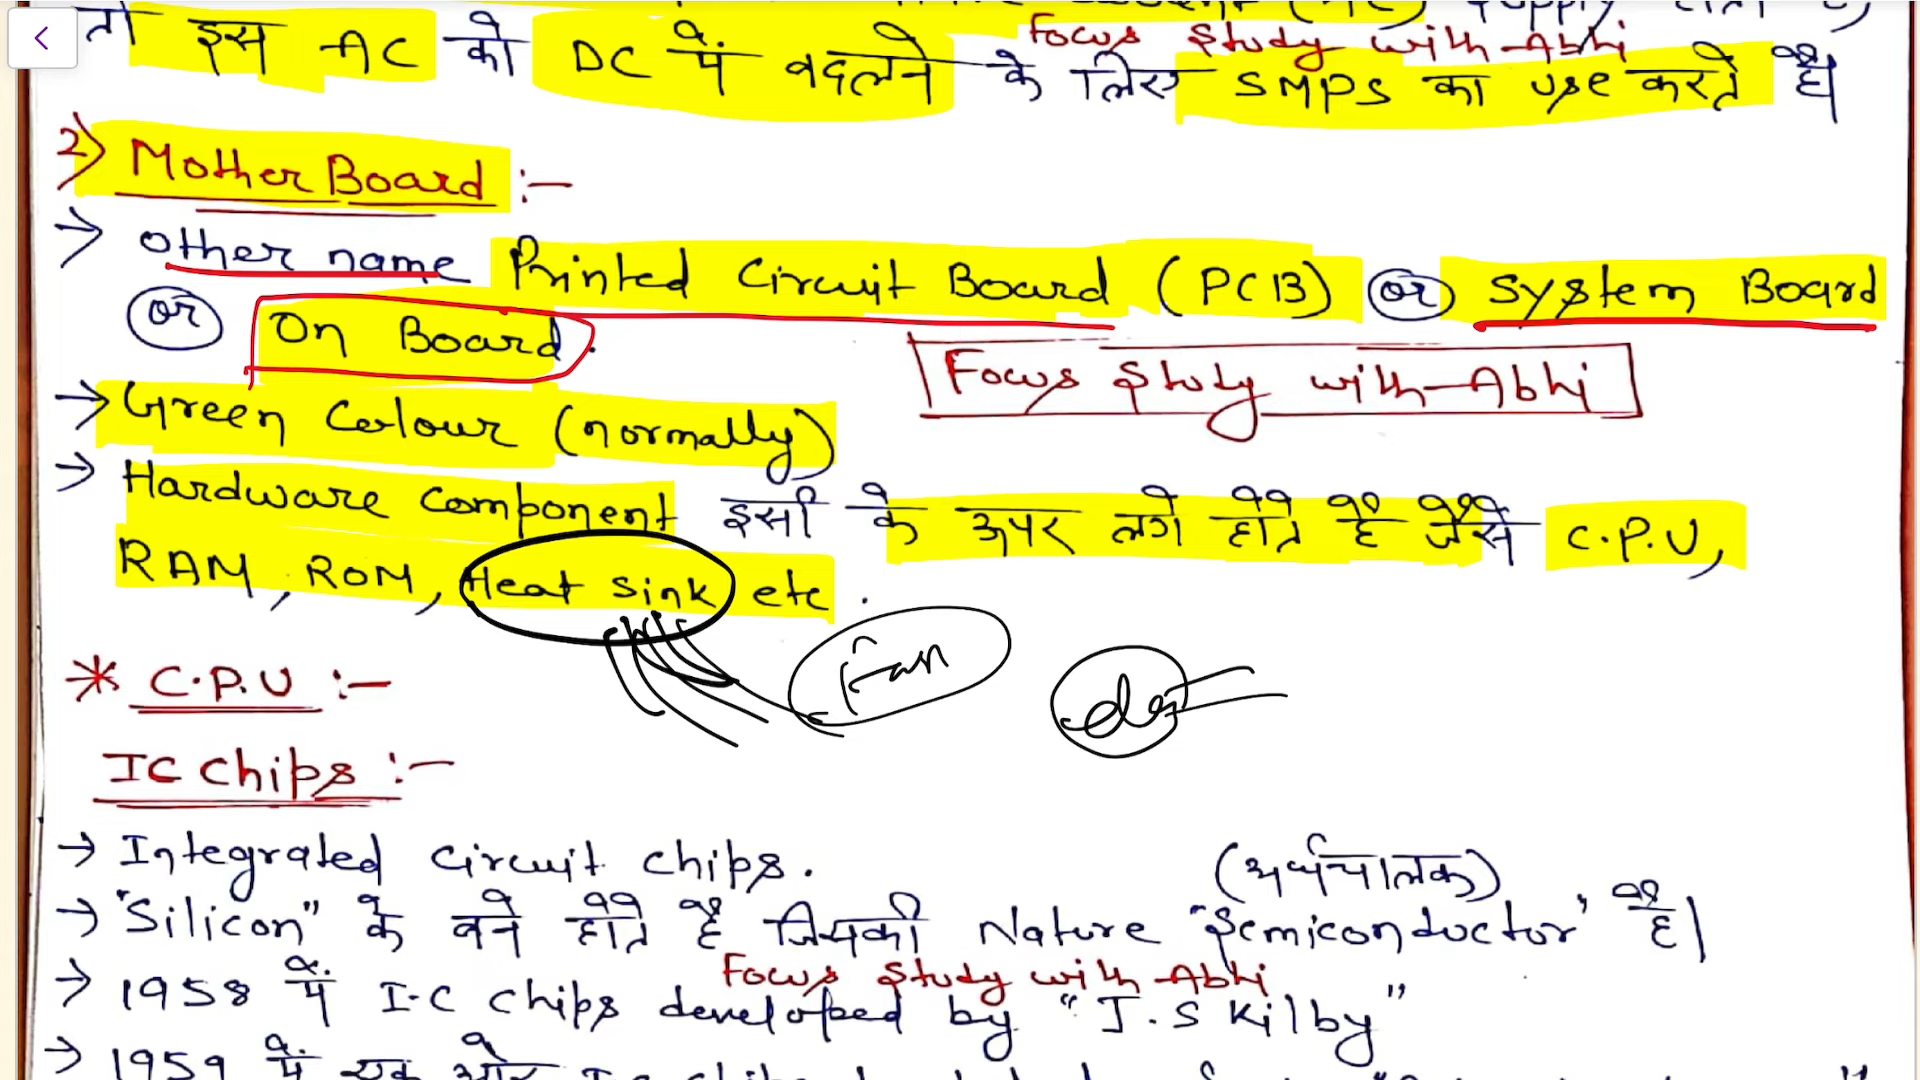 तो इस AC को DC में बदलने के लिए SMPS का use करते हैं।
Focus Study with Abhi
2) Mother Board :-
→ Other name Printed Circuit Board (PCB) or System Board
or On Board.
Focus Study with Abhi
→ Green Colour (normally)
→ Hardware Component इसी के ऊपर लगे होते है जैसे C.P.U,
RAM, ROM, Heat Sink etc.
Fan
* C.P.U :-
IC Chips :-
→ Integrated circuit chips.
(अर्धचालक)
→ "Silicon" के बने होते है जिसकी Nature "Semiconductor" है।
Focus Study with Abhi
→ 1958 में I.C Chips developed by "J.S Kilby"
→ 1959 में एक और